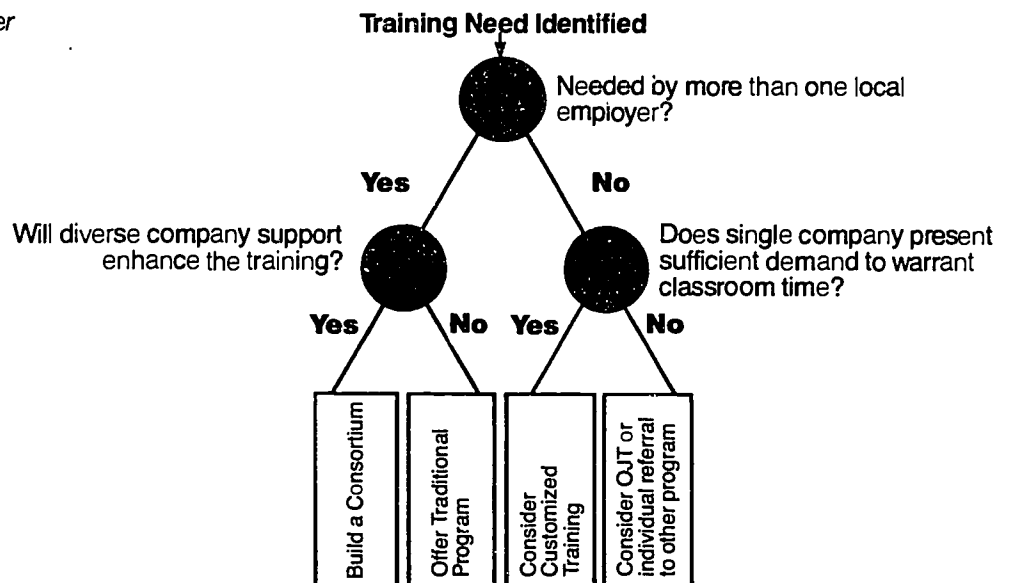 er
Training Need Identified
Needed by more than one local
employer?
Yes
No
Will diverse company support
enhance the training?
Does single company present
sufficient demand to warrant
classroom time?
Yes
No
Yes
No
Build a Consortium
Offer Traditional
Program
Consider
Customized
Training
Consider OJT or
individual referral
to other program